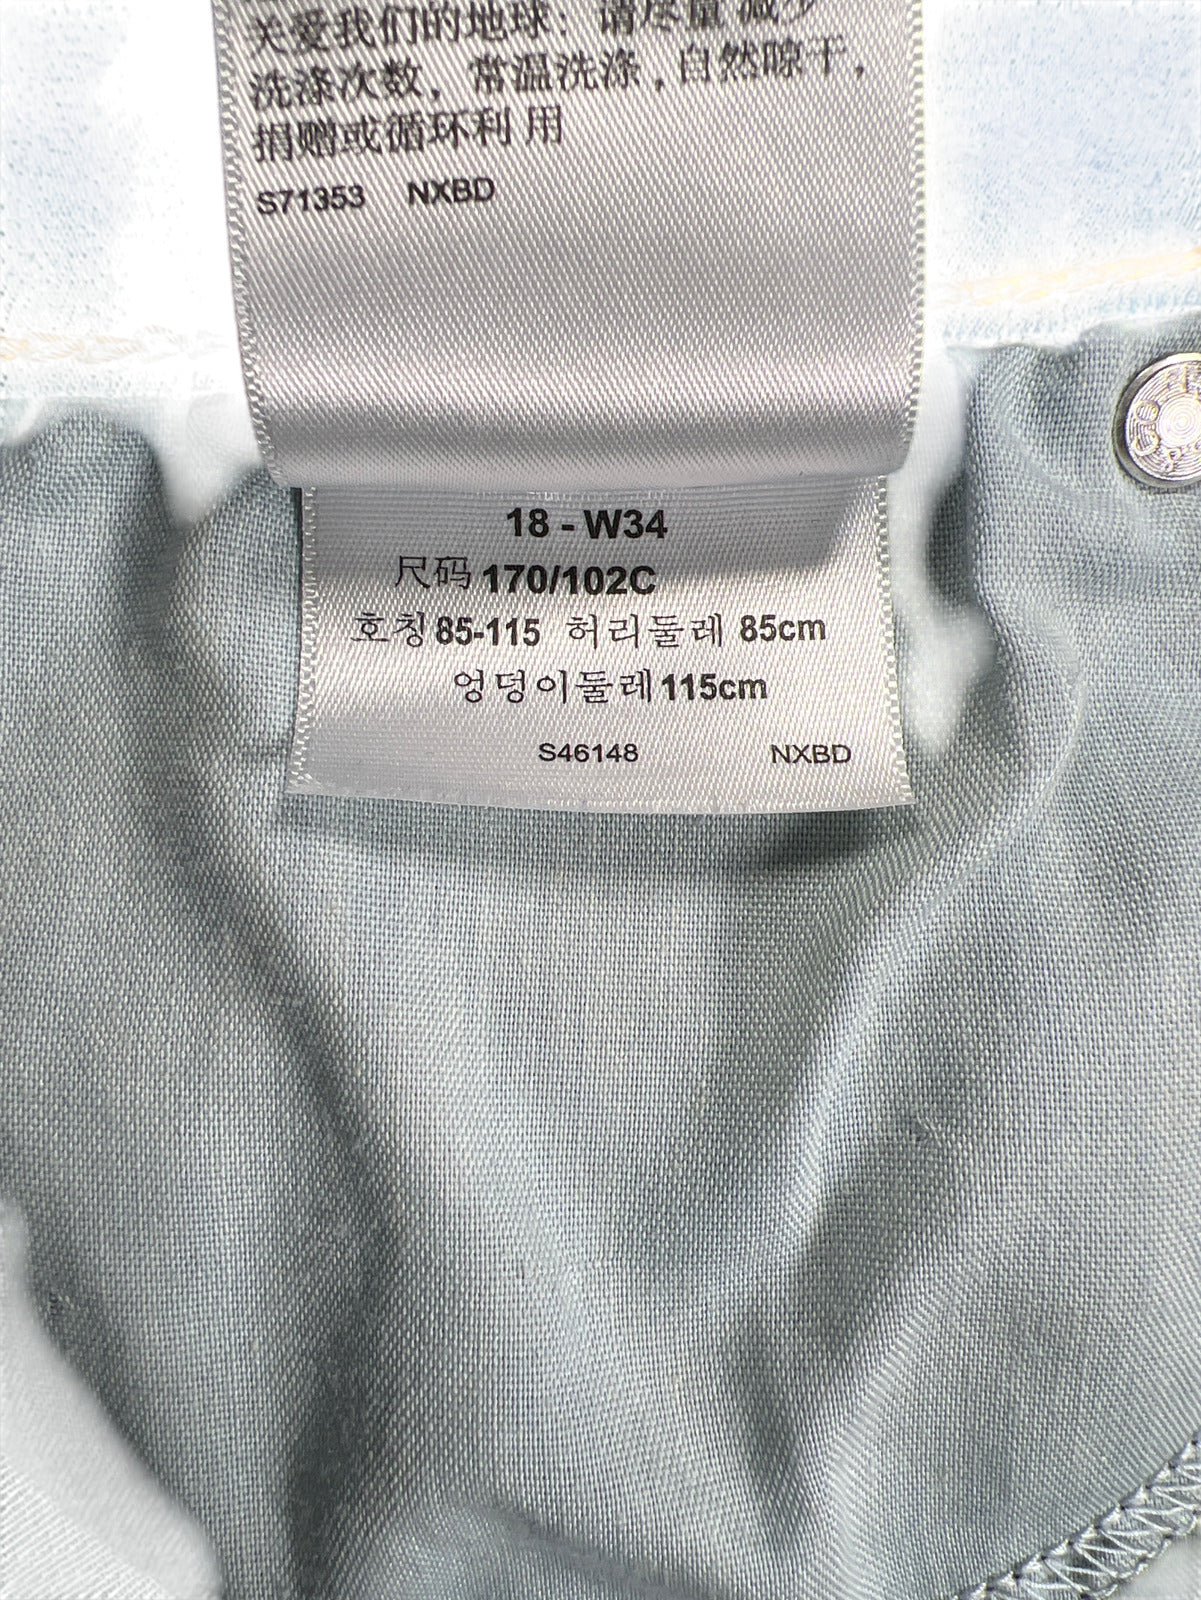 关爱我们的地球：请尽量 减少
洗涤次数，常温洗涤，自然晾干，
捐赠或循环利 用
S71353 NXBD
18 - W34
尺码 170/102C
호칭 85-115 허리둘레 85cm
엉덩이둘레 115cm
S46148 NXBD